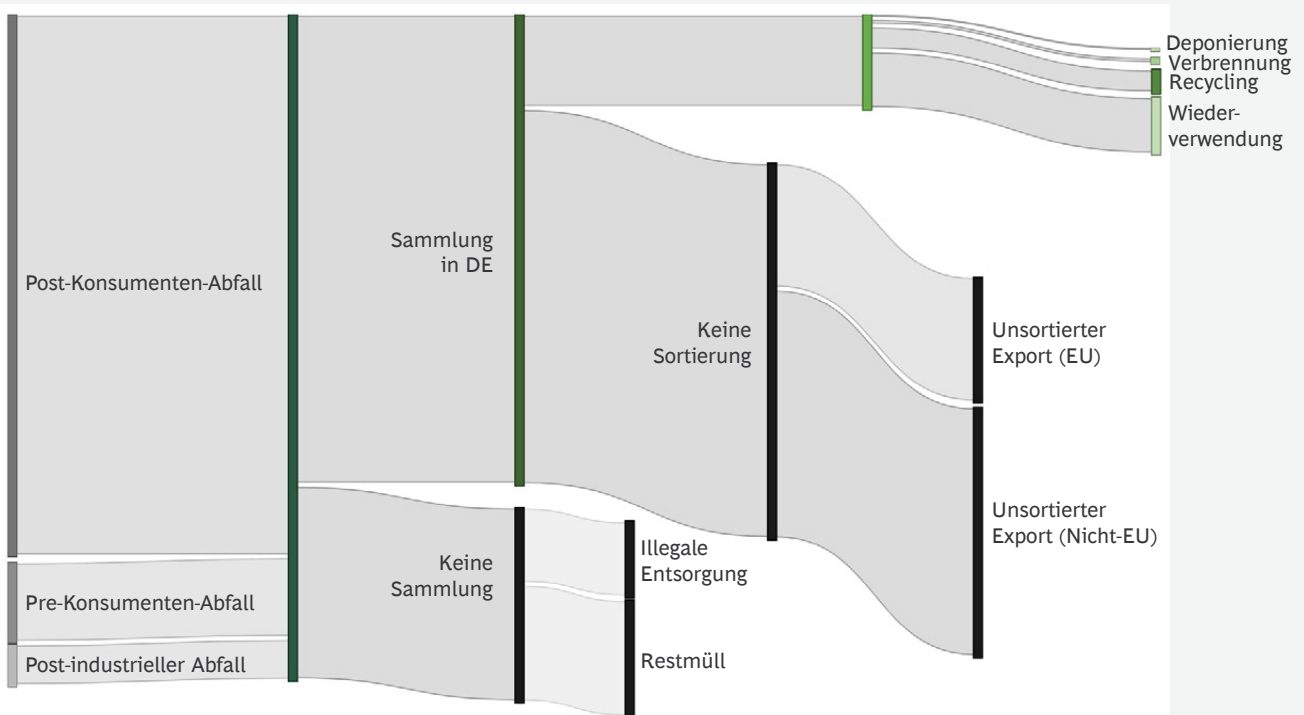 Post-Konsumenten-Abfall
Pre-Konsumenten-Abfall
Post-industrieller Abfall
Sammlung
in DE
Keine
Sammlung
Illegale
Entsorgung
Restmüll
Keine
Sortierung
Unsortierter
Export (EU)
Unsortierter
Export (Nicht-EU)
Deponierung
Verbrennung
Recycling
Wieder-
verwendung